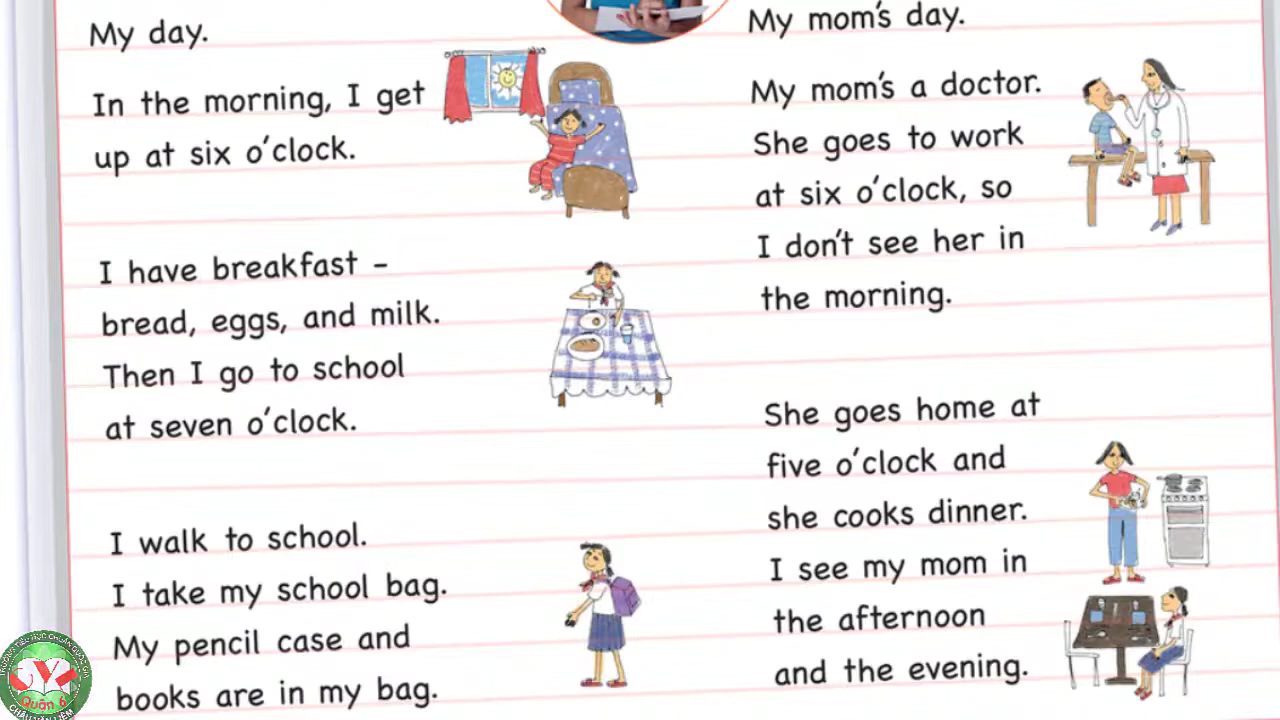 My day.
In the morning, I get
up at six o'clock.
I have breakfast –
bread, eggs, and milk.
Then I go to school
at seven o'clock.
I walk to school.
I take my school bag.
My pencil case and
books are in my bag.
My mom's day.
My mom's a doctor.
She goes to work
at six o'clock, so
I don't see her in
the morning.
She goes home at
five o'clock and
she cooks dinner.
I see my mom in
the afternoon
and the evening.
Quận 6